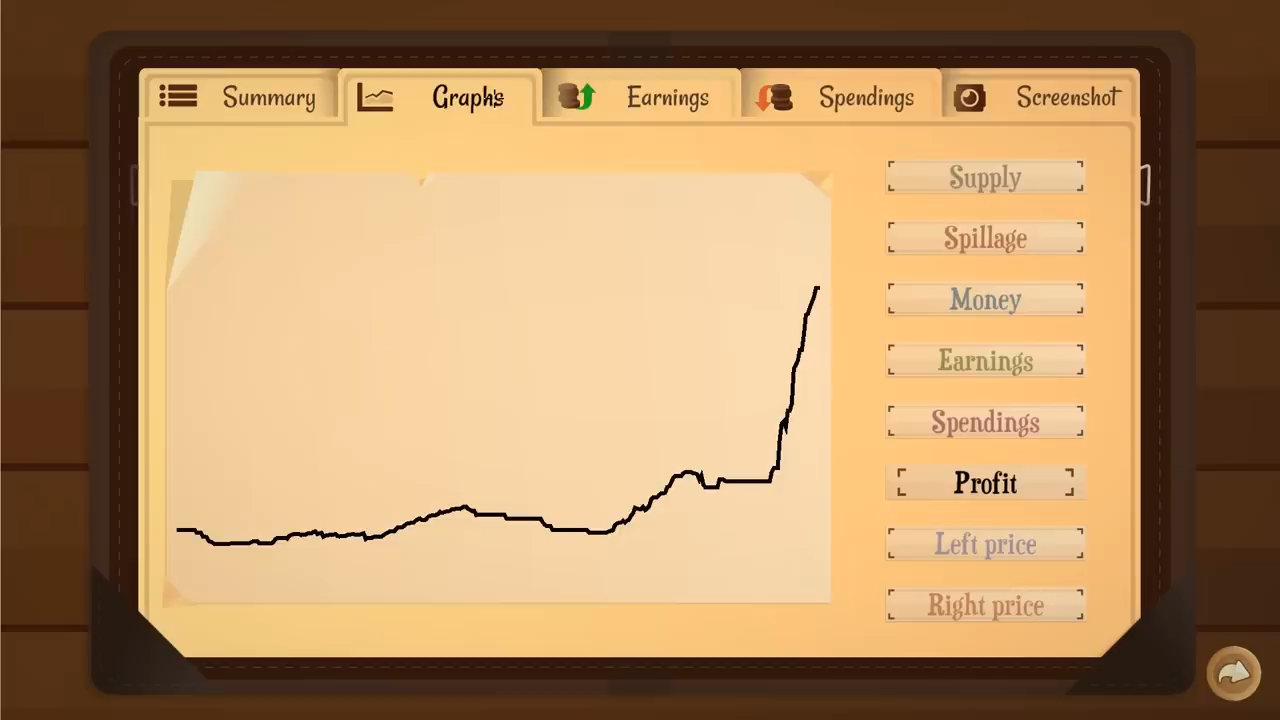 Summary
Graphs
Earnings
Spendings
Screenshot
Supply
Spillage
Money
Earnings
Spendings
Profit
Left price
Right price